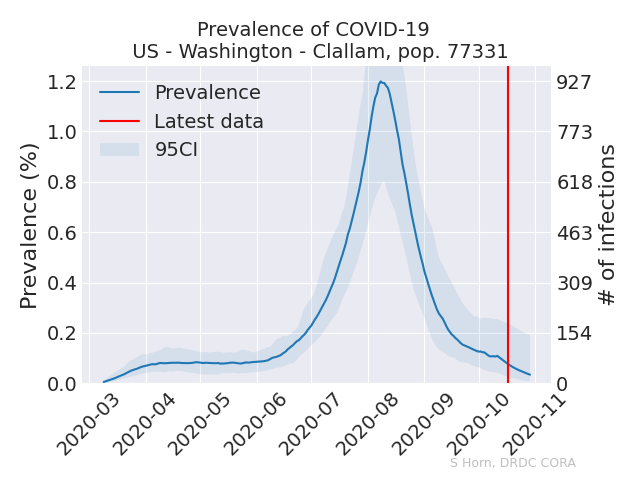 Prevalence of COVID-19
US - Washington - Clallam, pop. 77331
Prevalence
Latest data
95CI
Prevalence (%)
1.2
1.0
0.8
0.6
0.4
0.2
0.0
927
773
618
463
309
154
0
# of infections
2020-03
2020-04
2020-05
2020-06
2020-07
2020-08
2020-09
2020-10
2020-11
S Horn, DRDC CORA